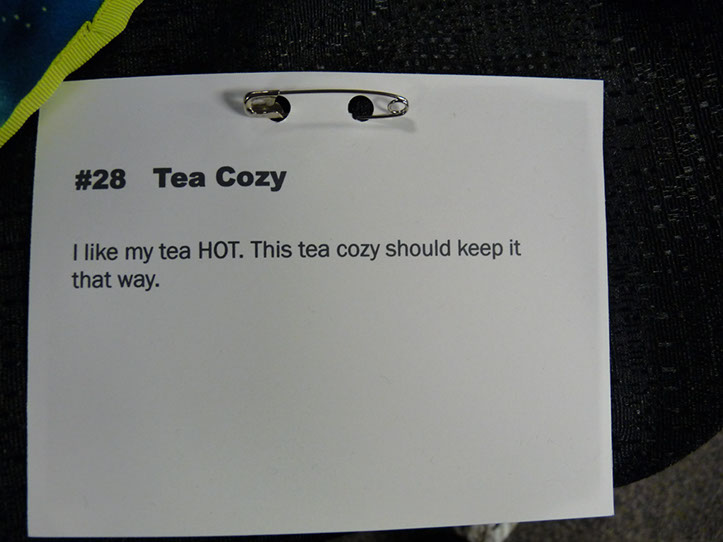 #28 Tea Cozy
I like my tea HOT. This tea cozy should keep it
that way.